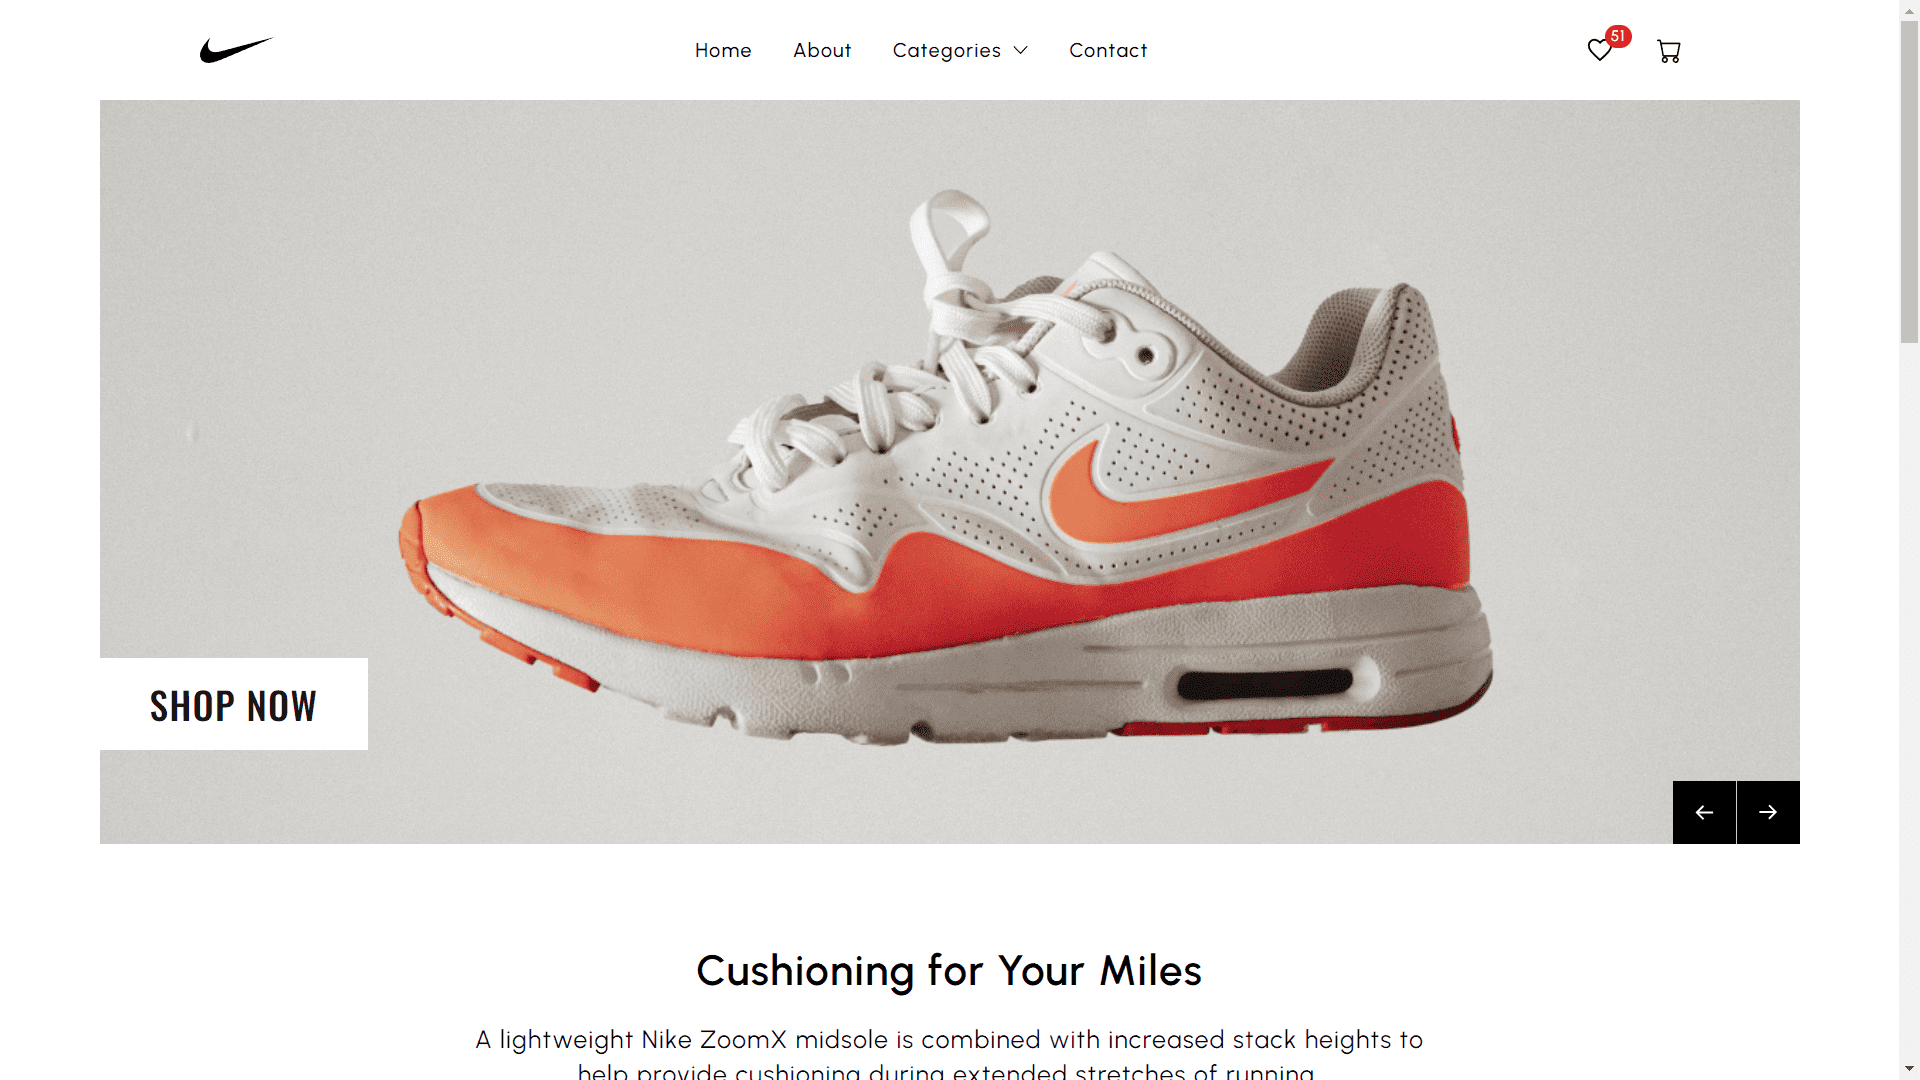 Home About Categories Contact
51
SHOP NOW
Cushioning for Your Miles
A lightweight Nike ZoomX midsole is combined with increased stack heights to
help provide cushioning during extended stretches of running.